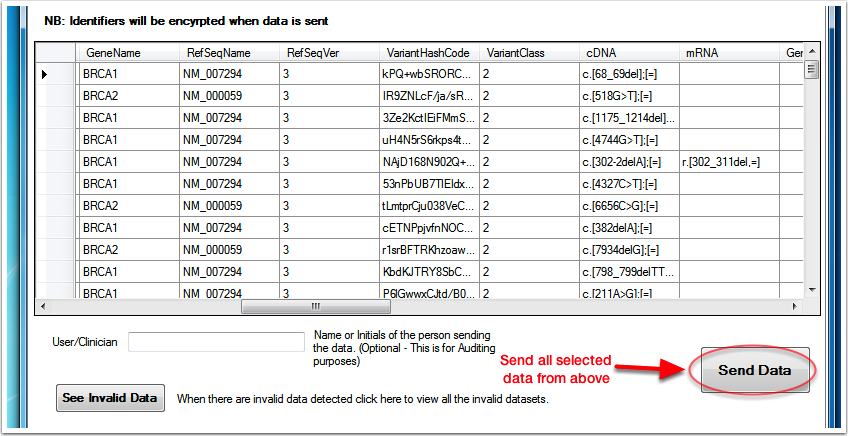 NB: Identifiers will be encyrpted when data is sent
GeneName RefSeqName RefSeqVer VariantHashCode VariantClass cDNA mRNA Ger
BRCA1 NM_007294 3 kPQ+wbSRORC... 2 c.[68_69del];[=]
BRCA2 NM_000059 3 IR9ZNLcF/ja/sR... 2 c.[518G>T];[=]
BRCA1 NM_007294 3 3Ze2KctIEiFMmS... 2 c.[1175_1214del]...
BRCA1 NM_007294 3 uH4N5rS6rkps4t... 2 c.[4744G>T];[=]
BRCA1 NM_007294 3 NAjD168N902Q+... 2 c.[302-2delA];[=] r.[302_311del,=]
BRCA1 NM_007294 3 53nPbUB7TIEldx... 2 c.[4327C>T];[=]
BRCA2 NM_000059 3 tLmtprCju038VeC... 2 c.[6656C>G];[=]
BRCA1 NM_007294 3 cETNPpjvfnNOC... 2 c.[382delA];[=]
BRCA2 NM_000059 3 r1srBFTRKhzoaw... 2 c.[7934delG];[=]
BRCA1 NM_007294 3 KbdKJTRY8SbC... 2 c.[798_799delTT...
BRCA1 NM_007294 3 P6lGwwxCJtd/B0... 2 c.[211A>G];[=]
User/Clinician
Name or Initials of the person sending
the data. (Optional - This is for Auditing
purposes)
Send all selected
data from above
Send Data
See Invalid Data
When there are invalid data detected click here to view all the invalid datasets.